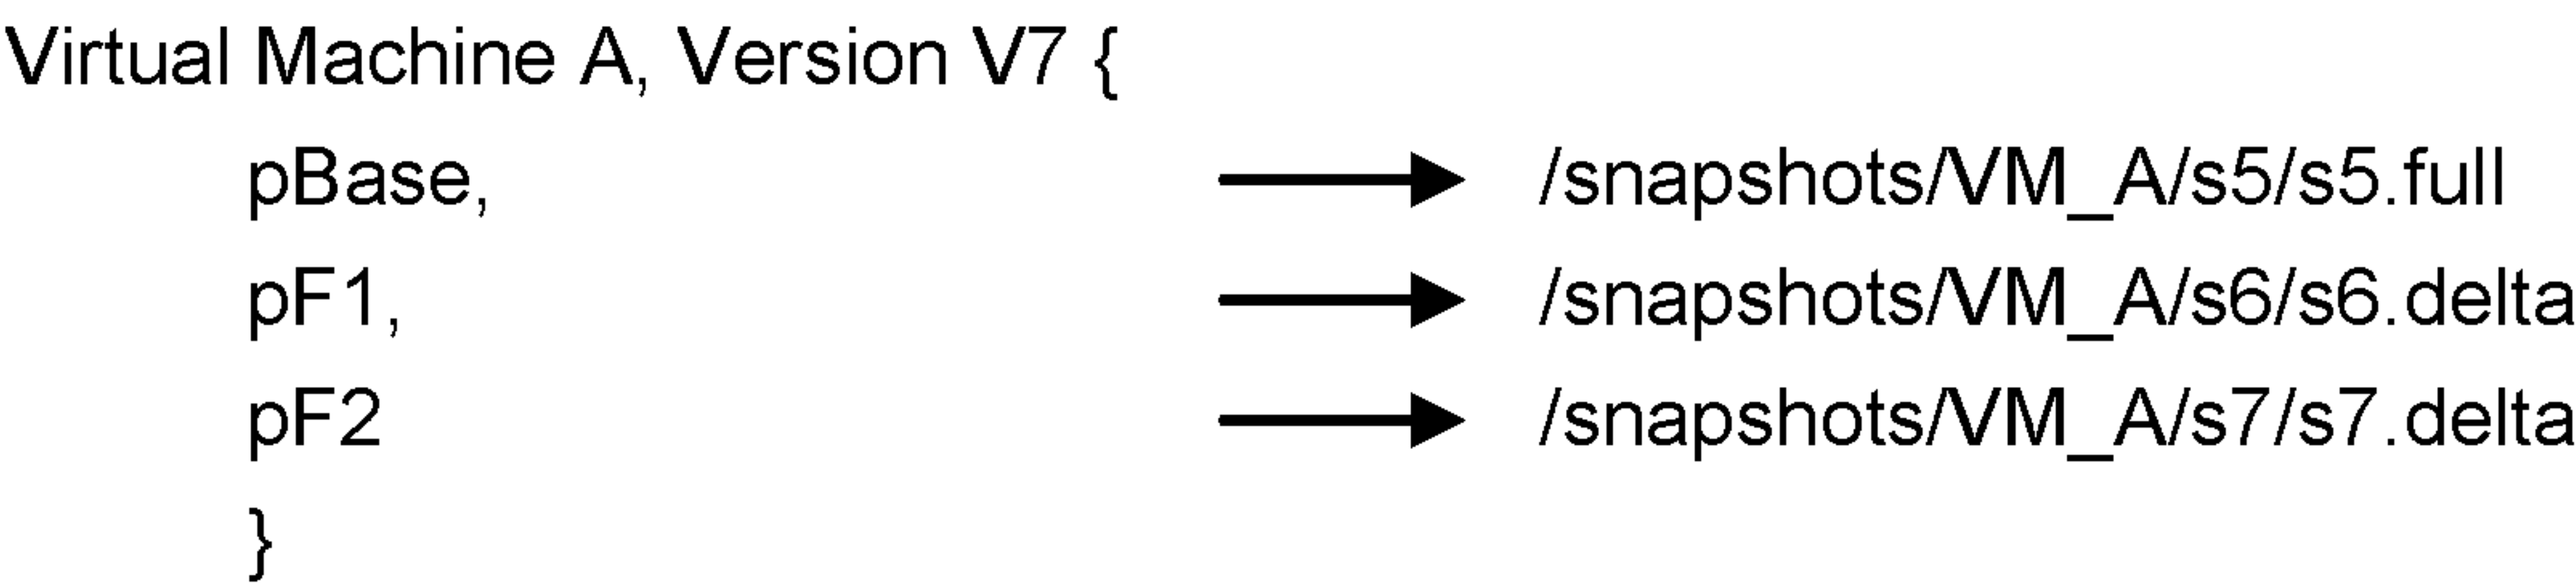 Virtual Machine A, Version V7 {
pBase, /snapshots/VM_A/s5/s5.full
pF1, /snapshots/VM_A/s6/s6.delta
pF2 /snapshots/VM_A/s7/s7.delta
}